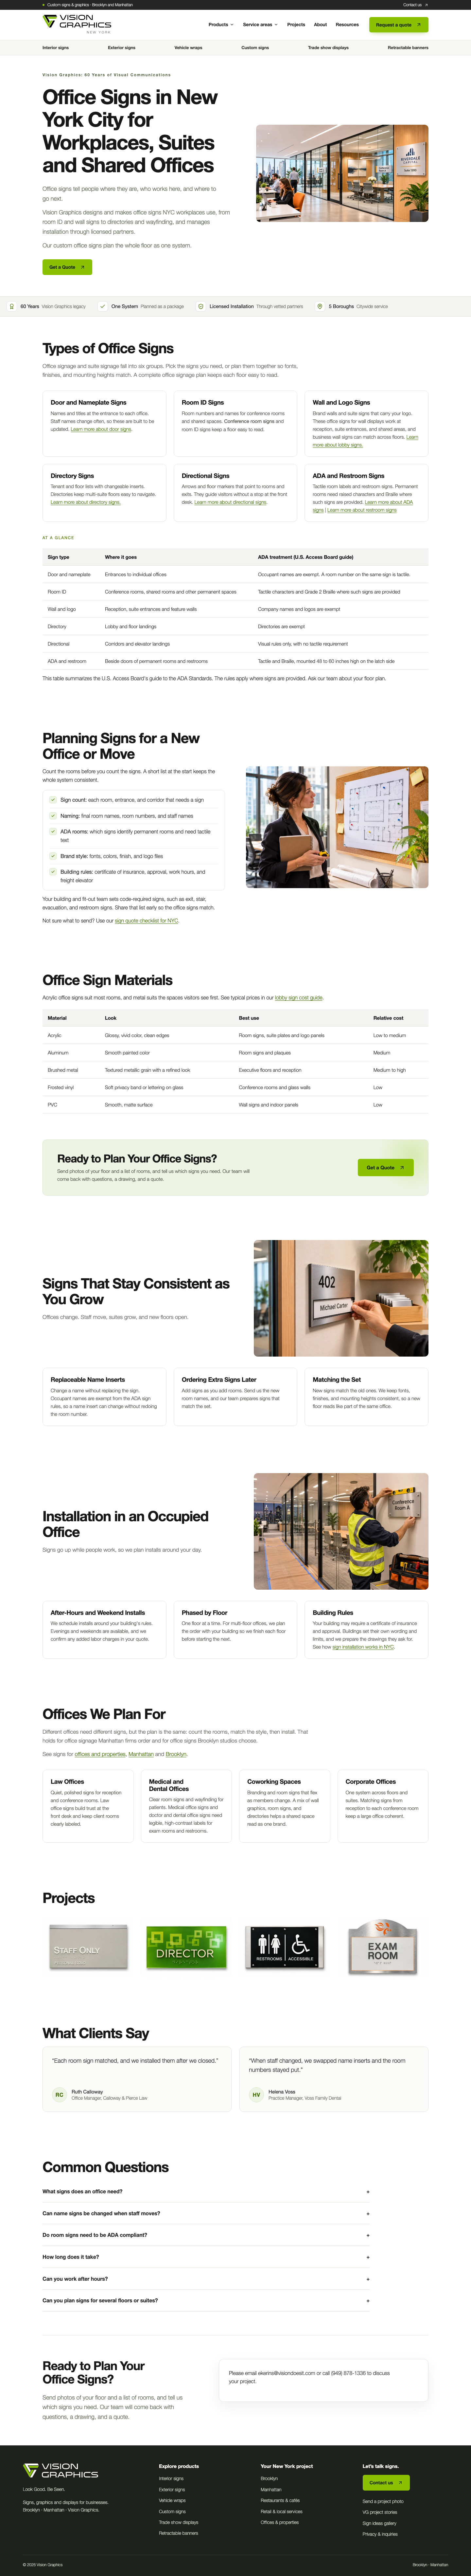 Custom signs & graphics · Brooklyn and Manhattan
Contact us
VISION
GRAPHICS
NEW YORK
Products
Service areas
Projects
About
Resources
Request a quote
Interior signs
Exterior signs
Vehicle wraps
Custom signs
Trade show displays
Retractable banners
Vision Graphics: 60 Years of Visual Communications
Office Signs in New
York City for
Workplaces, Suites
and Shared Offices
Office signs tell people where they are, who works here, and where to
go next.
Vision Graphics designs and makes office signs NYC workplaces use, from
room ID and wall signs to directories and wayfinding, and manages
installation through licensed partners.
Our custom office sign plans the whole floor as one system.
Get a Quote
60 Years Vision Graphics legacy
One System Planned as a package
Licensed Installation Through vetted partners
5 Boroughs Citywide service
Types of Office Signs
Office signage and suite signage fall into six groups. Pick the signs you need, or plan them together so fonts,
finishes, and mounting heights match. A complete office signage plan keeps each floor easy to read.
Door and Nameplate Signs
Names and titles at the entrance to each office.
Staff names change often, so these are built to be
updated. Learn more about door signs.
Room ID Signs
Room numbers and names for conference rooms
and shared spaces. Conference room signs and
room ID signs keep a floor easy to read.
Wall and Logo Signs
Brand walls and suite signs that carry your logo.
These office signs for wall displays work at
reception, suite entrances, and shared areas, and
business wall signs can match across floors. Learn
more about lobby signs.
Directory Signs
Tenant and floor lists with changeable inserts.
Directories keep multi-suite floors easy to navigate.
Learn more about directory signs.
Directional Signs
Arrows and floor markers that point to rooms and
exits. They guide visitors without a stop at the front
desk. Learn more about directional signs.
ADA and Restroom Signs
Tactile room labels and restroom signs. Permanent
rooms need raised characters and Braille where
such signs are provided. Learn more about ADA
signs | Learn more about restroom signs
AT A GLANCE
Sign type
Where it goes
ADA treatment (U.S. Access Board guide)
Door and nameplate
Entrances to individual offices
Occupant names are exempt. A room number on the same sign is tactile.
Room ID
Conference rooms, shared rooms and other permanent spaces
Tactile characters and Grade 2 Braille where such signs are provided
Wall and logo
Reception, suite entrances and feature walls
Company names and logos are exempt
Directory
Lobby and floor landings
Directories are exempt
Directional
Corridors and elevator landings
Visual rules only, with no tactile requirement
ADA and restroom
Beside doors of permanent rooms and restrooms
Tactile and Braille, mounted 48 to 60 inches high on the latch side
This table summarizes the U.S. Access Board's guide to the ADA Standards. The rules apply where signs are provided. Ask our team about your floor plan.
Planning Signs for a New
Office or Move
Count the rooms before you count the signs. A short list at the start keeps the
whole system consistent.
Sign count: each room, entrance, and corridor that needs a sign
Naming: final room names, room numbers, and staff names
ADA rooms: which signs identify permanent rooms and need tactile
text
Brand style: fonts, colors, finish, and logo files
Building rules: certificate of insurance, approval, work hours, and
freight elevator
Your building and fit-out team sets code-required signs, such as exit, stair,
evacuation, and restroom signs. Share that list early so the office signs match.
Not sure what to send? Use our sign quote checklist for NYC.
Office Sign Materials
Acrylic office signs suit most rooms, and metal suits the spaces visitors see first. See typical prices in our lobby sign cost guide.
Material
Look
Best use
Relative cost
Acrylic
Glossy, vivid color, clean edges
Room signs, suite plates and logo panels
Low to medium
Aluminum
Smooth painted color
Room signs and plaques
Medium
Brushed metal
Textured metallic grain with a refined look
Executive floors and reception
Medium to high
Frosted vinyl
Soft privacy band or lettering on glass
Conference rooms and glass walls
Low
PVC
Smooth, matte surface
Wall signs and indoor panels
Low
Ready to Plan Your Office Signs?
Send photos of your floor and a list of rooms, and tell us which signs you need. Our team will
come back with questions, a drawing, and a quote.
Get a Quote
Signs That Stay Consistent as
You Grow
Offices change. Staff move, suites grow, and new floors open.
402
Michael Carter
Replaceable Name Inserts
Change a name without replacing the sign.
Occupant names are exempt from the ADA sign
rules, so a name insert can change without redoing
the room number.
Ordering Extra Signs Later
Add signs as you add rooms. Send us the new
room names, and our team prepares signs that
match the set.
Matching the Set
New signs match the old ones. We keep fonts,
finishes, and mounting heights consistent, so a new
floor reads like part of the same office.
Installation in an Occupied
Office
Signs go up while people work, so we plan installs around your day.
Conference
Room A
After-Hours and Weekend Installs
We schedule installs around your building's rules.
Evenings and weekends are available, and we
confirm any added labor charges in your quote.
Phased by Floor
One floor at a time. For multi-floor offices, we plan
the order with your building so we finish each floor
before starting the next.
Building Rules
Your building may require a certificate of insurance
and approval. Buildings set their own wording and
limits, and we prepare the drawings they ask for.
See how sign installation works in NYC.
Offices We Plan For
Different offices need different signs, but the plan is the same: count the rooms, match the style, then install. That
holds for office signage Manhattan firms order and for office signs Brooklyn studios choose.
See signs for offices and properties, Manhattan and Brooklyn.
Law Offices
Quiet, polished signs for reception
and conference rooms. Law
office signs build trust at the
front desk and keep client rooms
clearly labeled.
Medical and
Dental Offices
Clear room signs and wayfinding for
patients. Medical office signs and
doctor and dental office signs need
legible, high-contrast labels for
exam rooms and restrooms.
Coworking Spaces
Branding and room signs that flex
as members change. A mix of wall
graphics, room signs, and
directories helps a shared space
read as one brand.
Corporate Offices
One system across floors and
suites. Matching signs from
reception to each conference room
keep a large office coherent.
Projects
STAFF ONLY
DIRECTOR
RESTROOMS
ACCESSIBLE
EXAM
ROOM
What Clients Say
"Each room sign matched, and we installed them after we closed."
RC
Ruth Calloway
Office Manager, Calloway & Pierce Law
"When staff changed, we swapped name inserts and the room
numbers stayed put."
HV
Helena Voss
Practice Manager, Voss Family Dental
Common Questions
What signs does an office need?
+
Can name signs be changed when staff moves?
+
Do room signs need to be ADA compliant?
+
How long does it take?
+
Can you work after hours?
+
Can you plan signs for several floors or suites?
+
Ready to Plan Your
Office Signs?
Send photos of your floor and a list of rooms, and tell us
which signs you need. Our team will come back with
questions, a drawing, and a quote.
Please email ekerins@visiondoesit.com or call (949) 878-1336 to discuss
your project.
VISION
GRAPHICS
Look Good. Be Seen.
Signs, graphics and displays for businesses.
Brooklyn · Manhattan · Vision Graphics.
Explore products
Interior signs
Exterior signs
Vehicle wraps
Custom signs
Trade show displays
Retractable banners
Your New York project
Brooklyn
Manhattan
Restaurants & cafés
Retail & local services
Offices & properties
Let's talk signs.
Contact us
Send a project photo
VG project stories
Sign ideas gallery
Privacy & inquiries
© 2026 Vision Graphics
Brooklyn · Manhattan